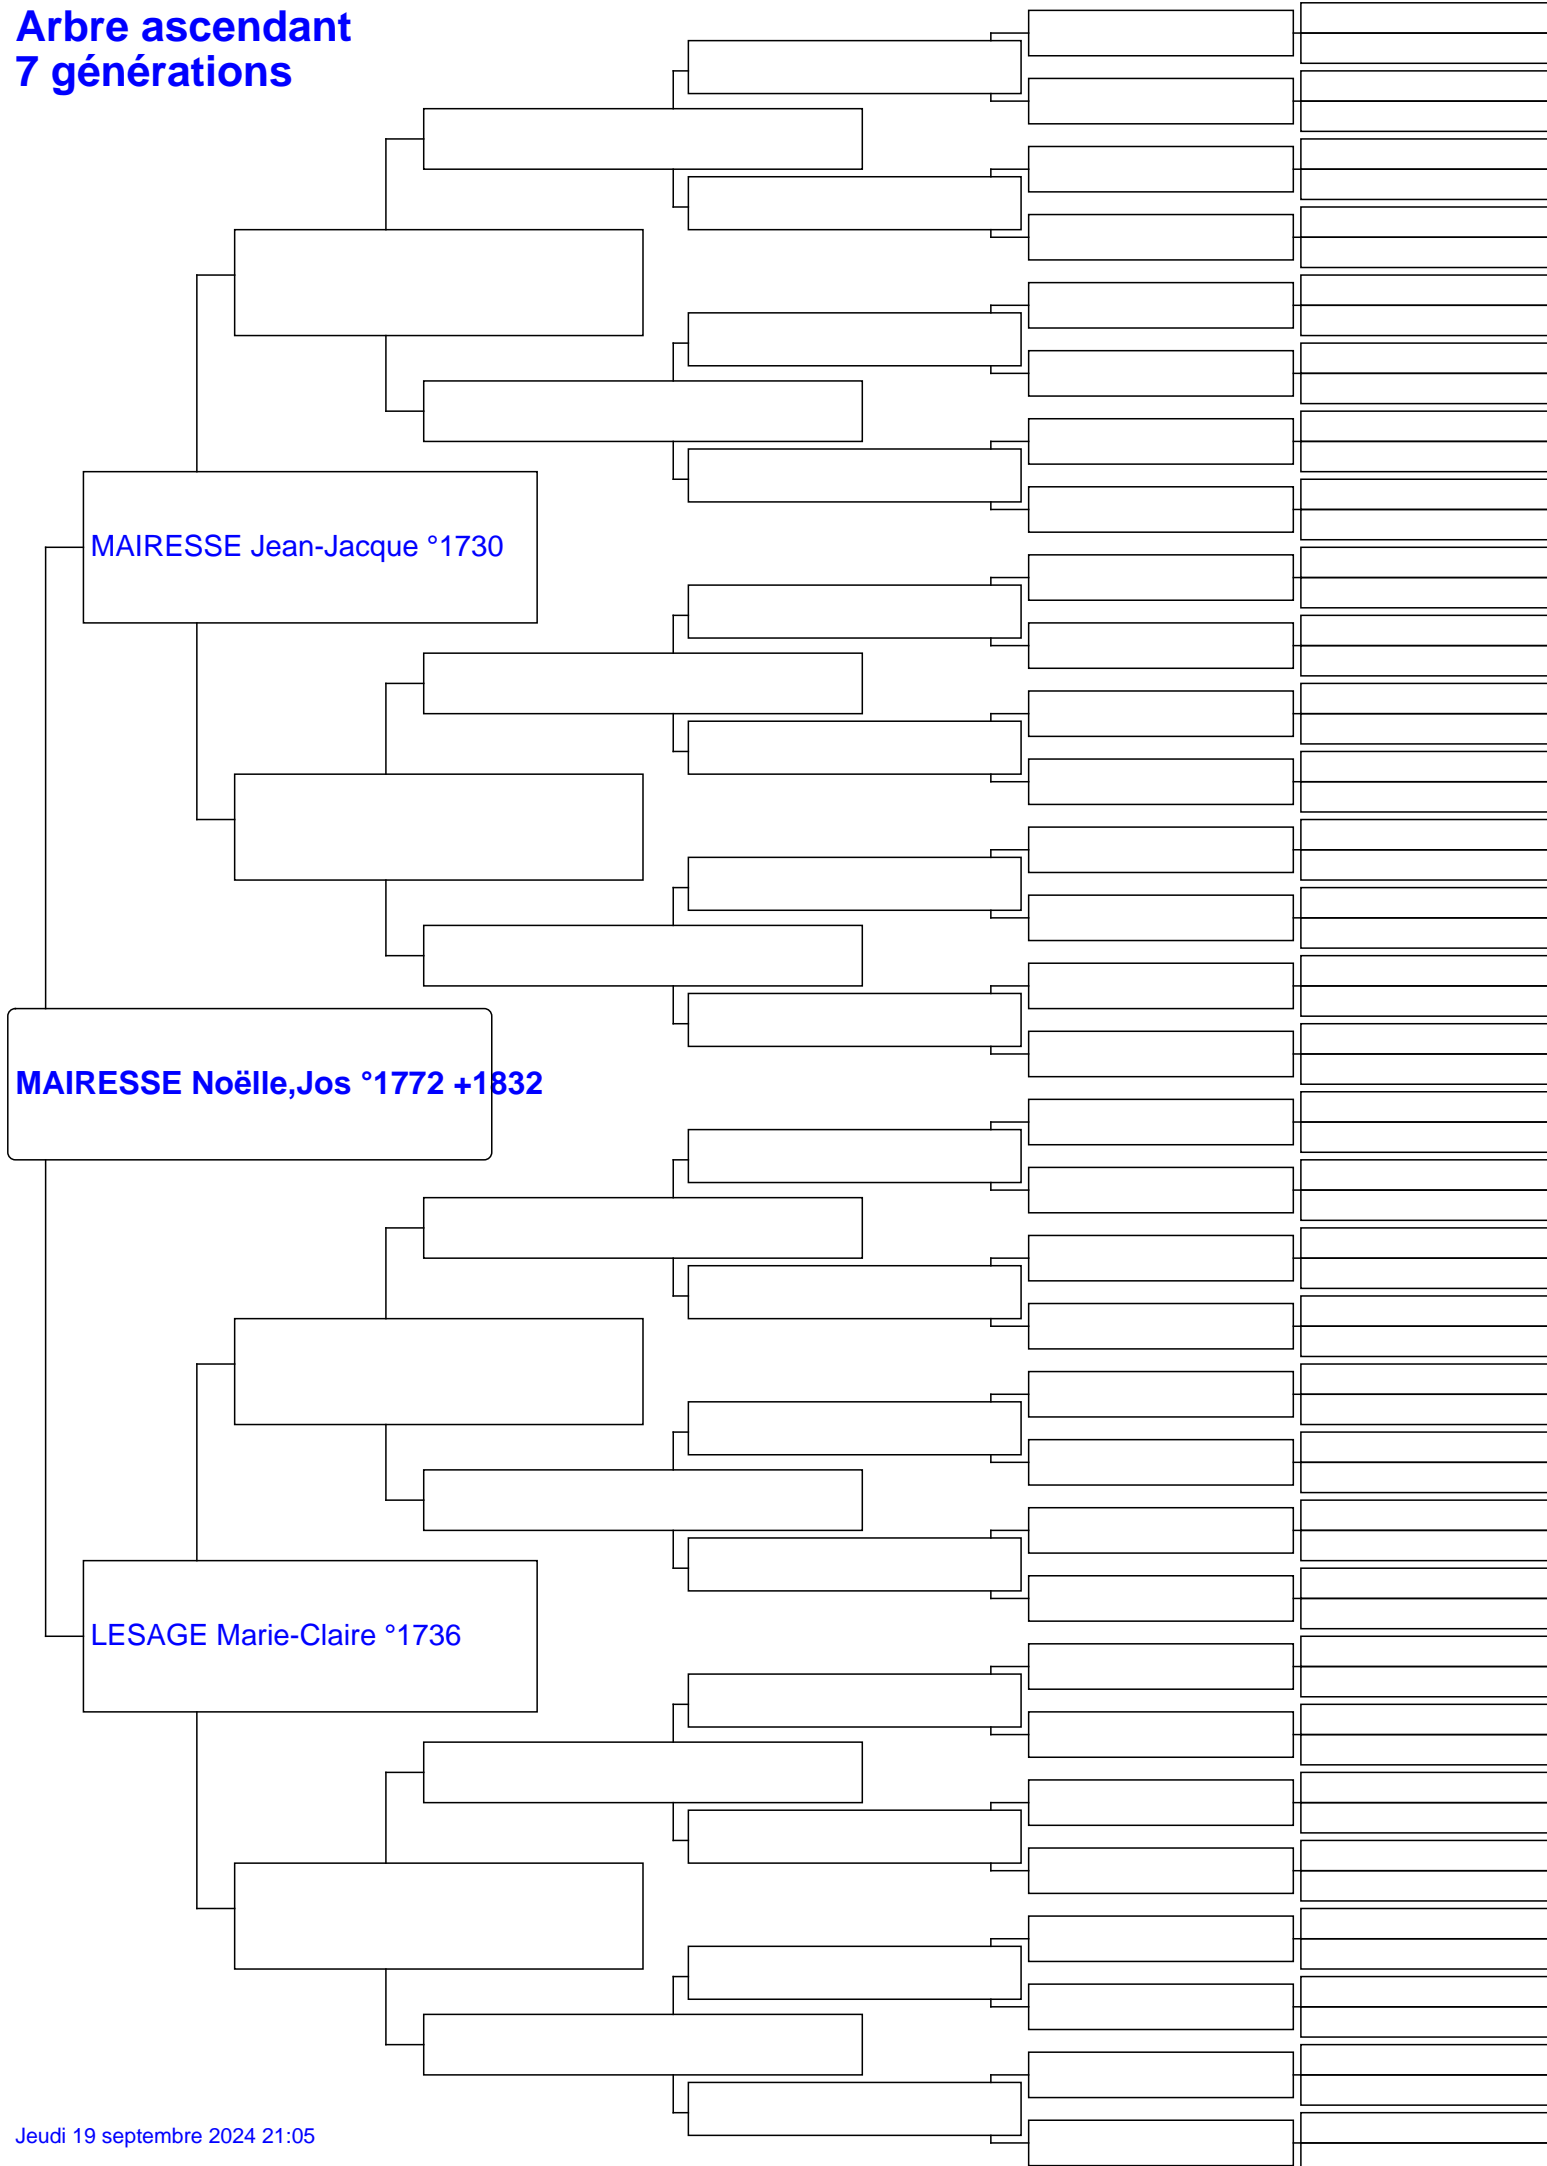 Arbre ascendant
7 générations
MAIRESSE Jean-Jacque °1730
MAIRESSE Noëlle,Jos °1772 +1832
LESAGE Marie-Claire °1736
Jeudi 19 septembre 2024 21:05